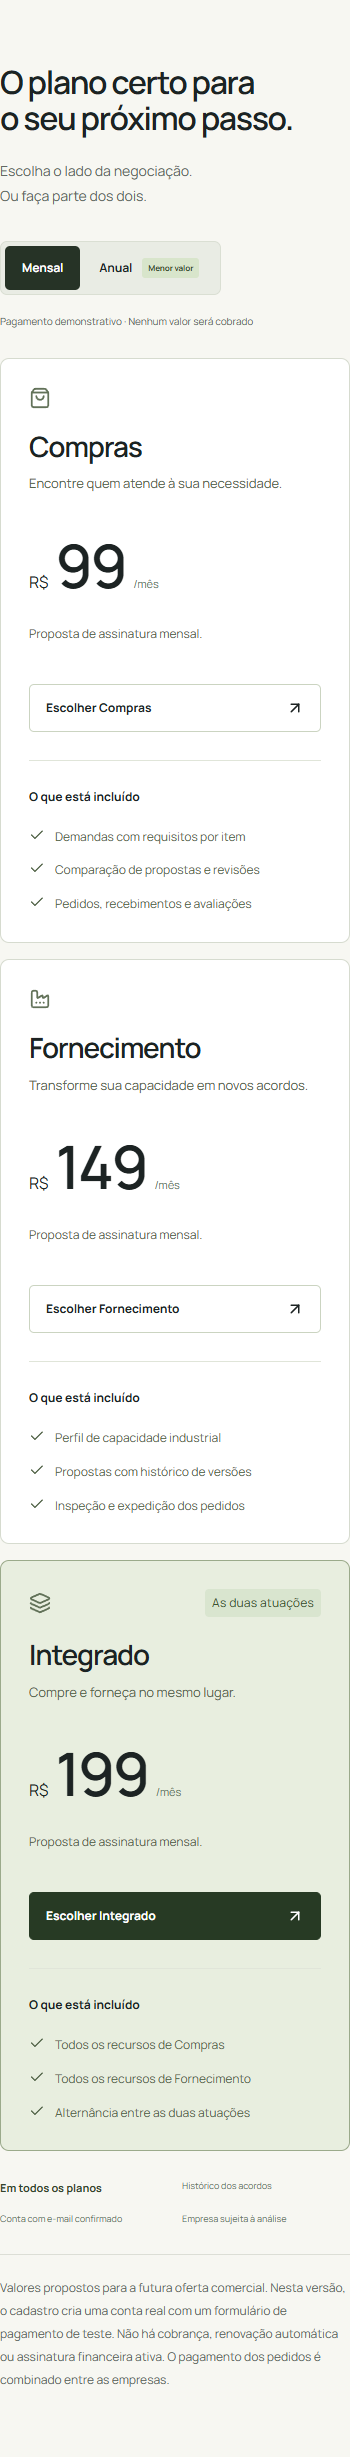 O plano certo para
o seu próximo passo.
Escolha o lado da negociação.
Ou faça parte dos dois.
Mensal
Anual
Menor valor
Pagamento demonstrativo · Nenhum valor será cobrado
Compras
Encontre quem atende à sua necessidade.
R$ 99 /mês
Proposta de assinatura mensal.
Escolher Compras
O que está incluído
Demandas com requisitos por item
Comparação de propostas e revisões
Pedidos, recebimentos e avaliações
Fornecimento
Transforme sua capacidade em novos acordos.
R$ 149 /mês
Proposta de assinatura mensal.
Escolher Fornecimento
O que está incluído
Perfil de capacidade industrial
Propostas com histórico de versões
Inspeção e expedição dos pedidos
As duas atuações
Integrado
Compre e forneça no mesmo lugar.
R$ 199 /mês
Proposta de assinatura mensal.
Escolher Integrado
O que está incluído
Todos os recursos de Compras
Todos os recursos de Fornecimento
Alternância entre as duas atuações
Em todos os planos
Histórico dos acordos
Conta com e-mail confirmado
Empresa sujeita à análise
Valores propostos para a futura oferta comercial. Nesta versão,
o cadastro cria uma conta real com um formulário de
pagamento de teste. Não há cobrança, renovação automática
ou assinatura financeira ativa. O pagamento dos pedidos é
combinado entre as empresas.